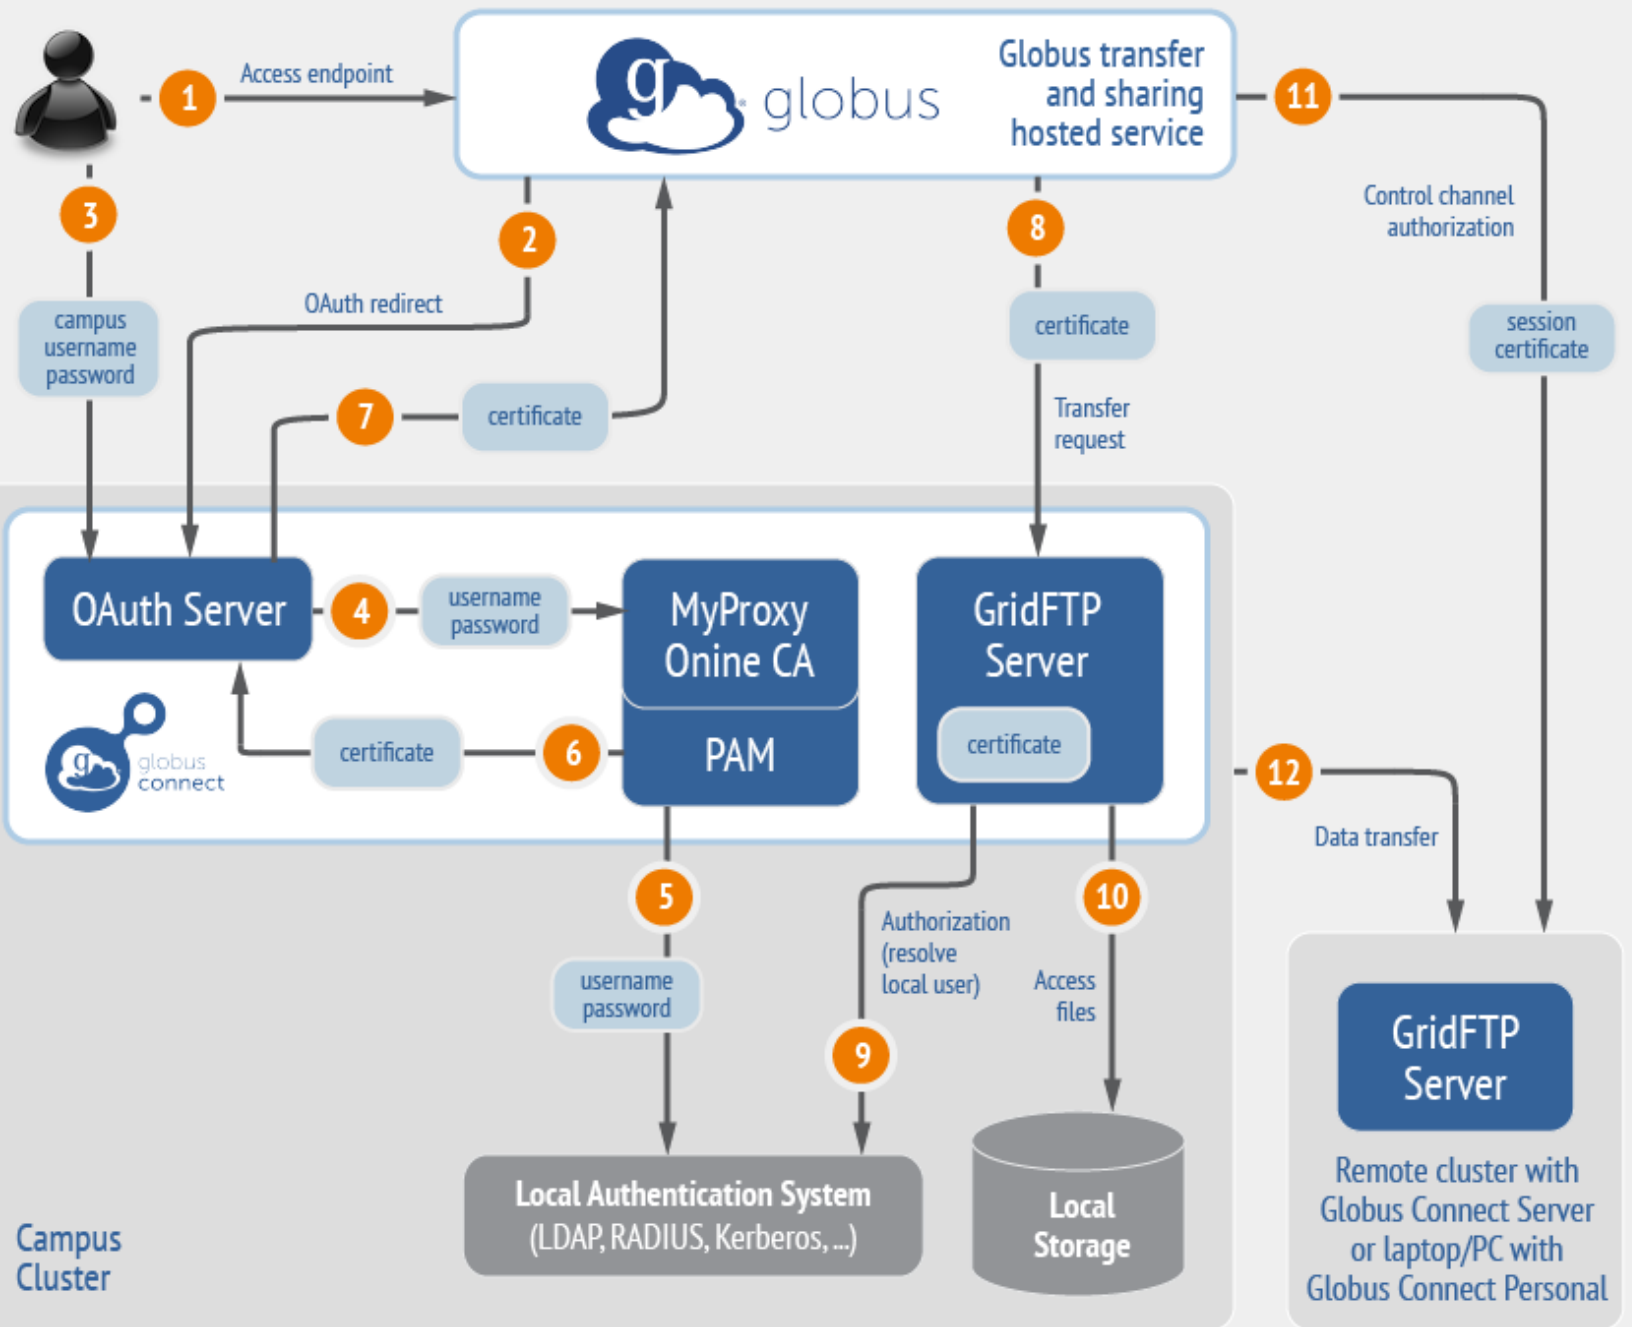 1
Access endpoint
g globus
Globus transfer
and sharing
hosted service
11
3
2
8
Control channel
authorization
OAuth redirect
campus
username
password
certificate
session
certificate
7
certificate
Transfer
request
OAuth Server
4
username
password
MyProxy
Onine CA
GridFTP
Server
g globus
connect
certificate
6
PAM
certificate
12
Data transfer
5
10
Authorization
(resolve
local user)
username
password
Access
files
9
GridFTP
Server
Local Authentication System
(LDAP, RADIUS, Kerberos, ...)
Local
Storage
Remote cluster with
Globus Connect Server
or laptop/PC with
Globus Connect Personal
Campus
Cluster